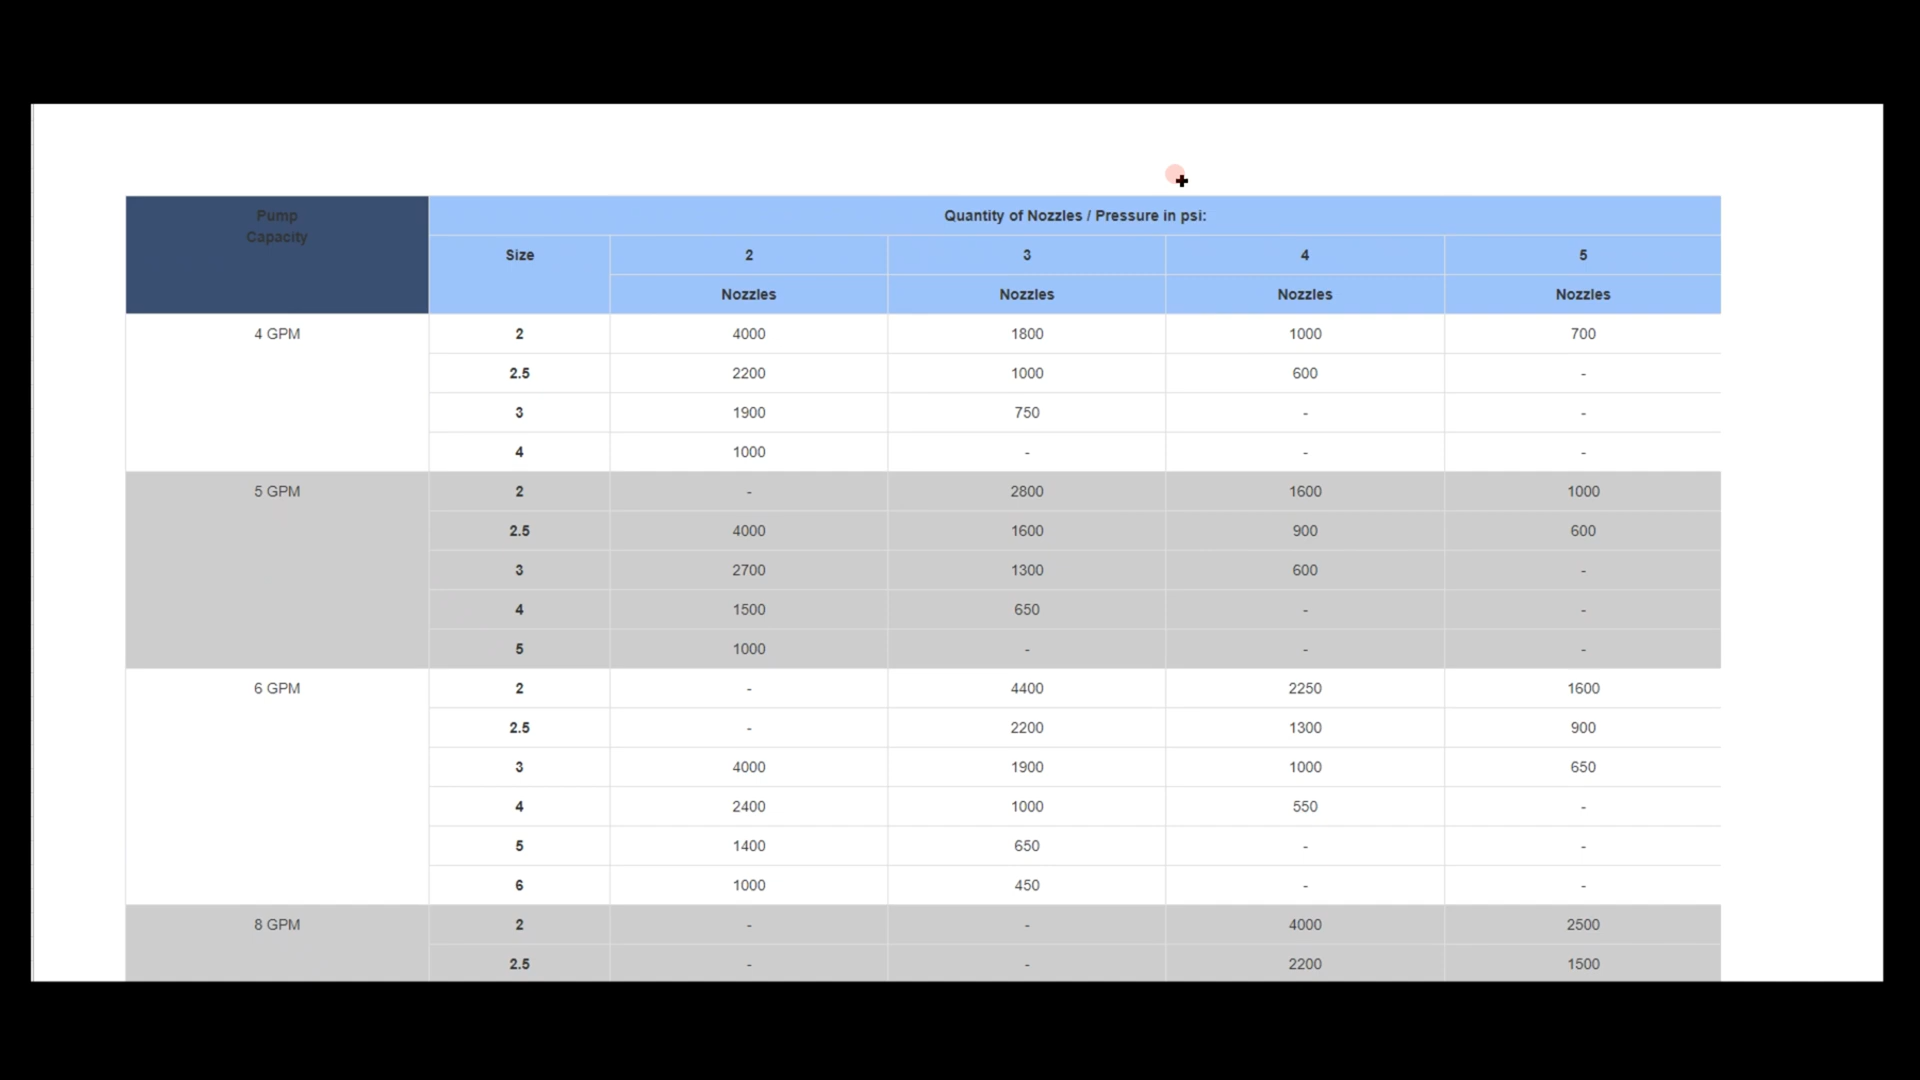 Pump
Capacity
Quantity of Nozzles / Pressure in psi:
Size 2 3 4 5
Nozzles Nozzles Nozzles Nozzles
4 GPM 2 4000 1800 1000 700
2.5 2200 1000 600 -
3 1900 750 - -
4 1000 - - -
5 GPM 2 - 2800 1600 1000
2.5 4000 1600 900 600
3 2700 1300 600 -
4 1500 650 - -
5 1000 - - -
6 GPM 2 - 4400 2250 1600
2.5 - 2200 1300 900
3 4000 1900 1000 650
4 2400 1000 550 -
5 1400 650 - -
6 1000 450 - -
8 GPM 2 - - 4000 2500
2.5 - - 2200 1500